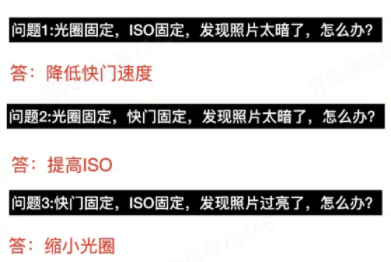 问题1:光圈固定，ISO固定，发现照片太暗了，怎么办?
答：降低快门速度
问题2:光圈固定，快门固定，发现照片太暗了，怎么办?
答：提高ISO
问题3:快门固定，ISO固定，发现照片过亮了，怎么办?
答：缩小光圈